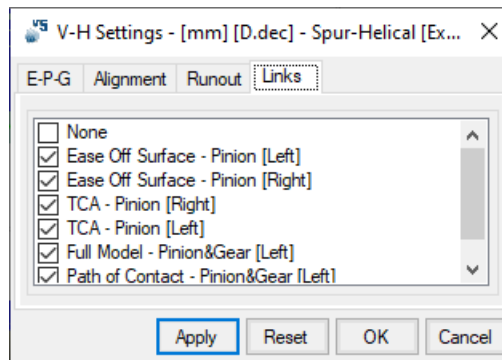 V-H Settings - [mm] [D.dec] - Spur-Helical [Ex...
E-P-G Alignment Runout Links
None
Ease Off Surface - Pinion [Left]
Ease Off Surface - Pinion [Right]
TCA - Pinion [Right]
TCA - Pinion [Left]
Full Model - Pinion&Gear [Left]
Path of Contact - Pinion&Gear [Left]
Apply Reset OK Cancel